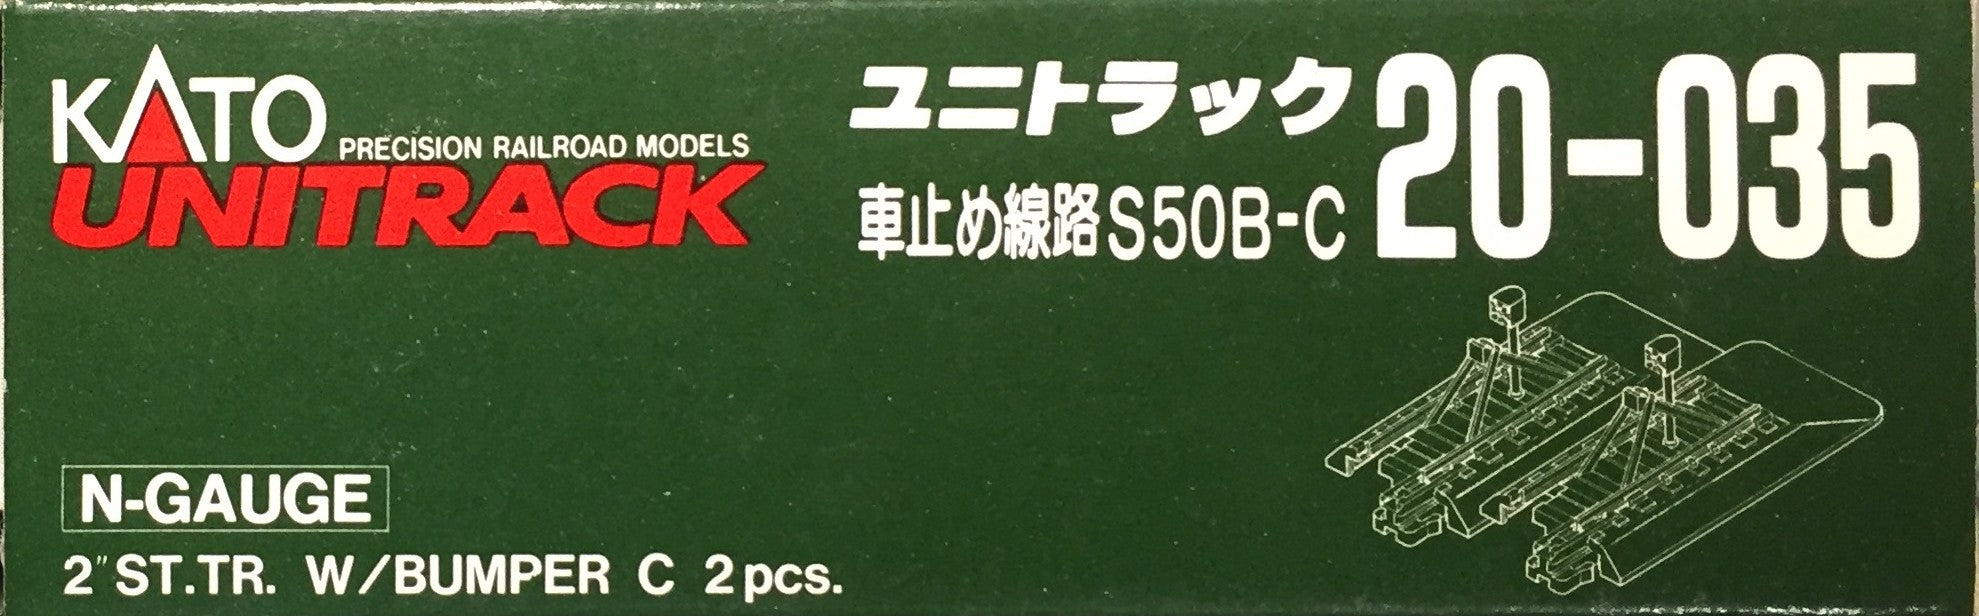 KATO
PRECISION RAILROAD MODELS
UNITRACK
ユニトラック
車止め線路S50B-C
20-035
N-GAUGE
2" ST.TR. W/BUMPER C 2pcs.